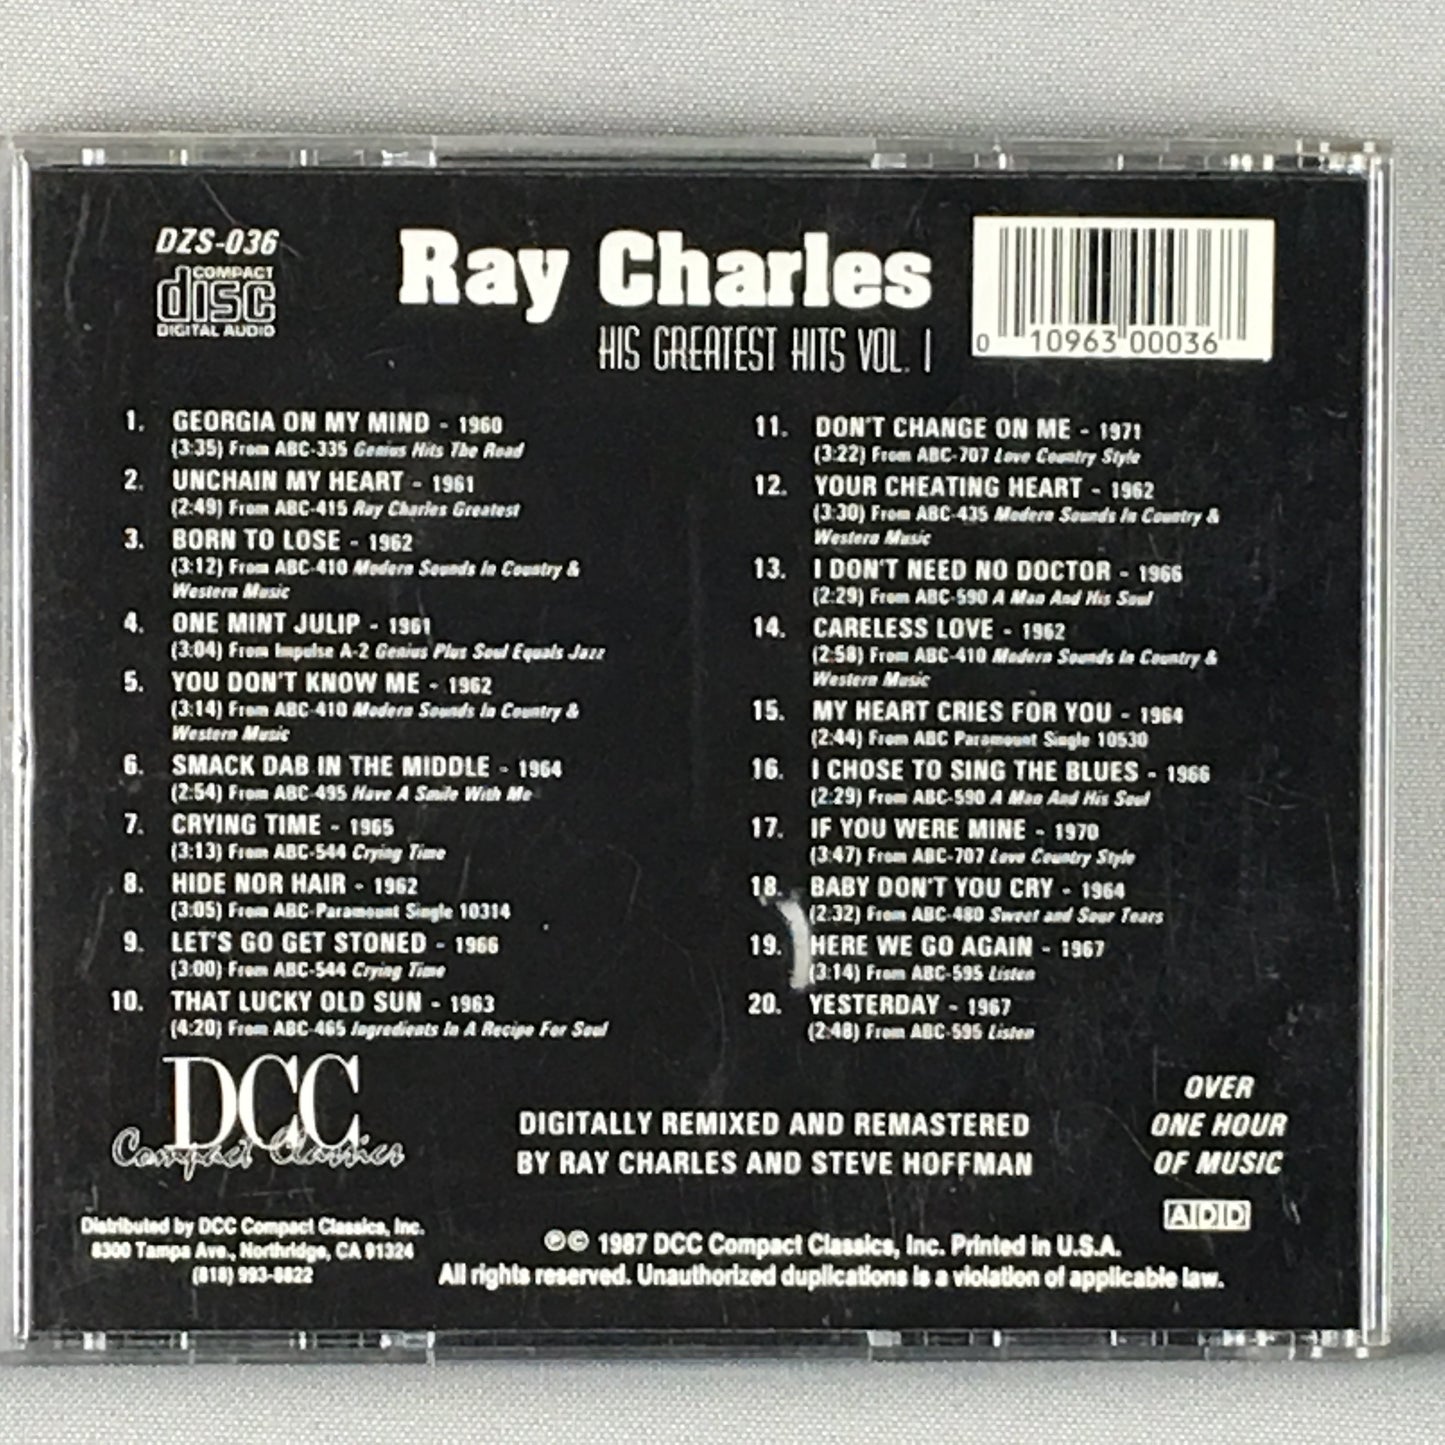 DZS-036
COMPACT
disc
DIGITAL AUDIO
Ray Charles
HIS GREATEST HITS VOL. I
0 10963 00036
1. GEORGIA ON MY MIND - 1960
(3:35) From ABC-335 Genius Hits The Road
2. UNCHAIN MY HEART - 1961
(2:49) From ABC-415 Ray Charles Greatest
3. BORN TO LOSE - 1962
(3:12) From ABC-410 Modern Sounds In Country &
Western Music
4. ONE MINT JULIP - 1961
(3:04) From Impulse A-2 Genius Plus Soul Equals Jazz
5. YOU DON'T KNOW ME - 1962
(3:14) From ABC-410 Modern Sounds In Country &
Western Music
6. SMACK DAB IN THE MIDDLE - 1964
(2:54) From ABC-495 Have A Smile With Me
7. CRYING TIME - 1965
(3:13) From ABC-544 Crying Time
8. HIDE NOR HAIR - 1962
(3:05) From ABC-Paramount Single 10314
9. LET'S GO GET STONED - 1966
(3:00) From ABC-544 Crying Time
10. THAT LUCKY OLD SUN - 1963
(4:20) From ABC-465 Ingredients In A Recipe For Soul
11. DON'T CHANGE ON ME - 1971
(3:22) From ABC-707 Love Country Style
12. YOUR CHEATING HEART - 1962
(3:30) From ABC-435 Modern Sounds In Country &
Western Music
13. I DON'T NEED NO DOCTOR - 1966
(2:29) From ABC-590 A Man And His Soul
14. CARELESS LOVE - 1962
(2:58) From ABC-410 Modern Sounds In Country &
Western Music
15. MY HEART CRIES FOR YOU - 1964
(2:44) From ABC Paramount Single 10530
16. I CHOSE TO SING THE BLUES - 1966
(2:29) From ABC-590 A Man And His Soul
17. IF YOU WERE MINE - 1970
(3:47) From ABC-707 Love Country Style
18. BABY DON'T YOU CRY - 1964
(2:32) From ABC-480 Sweet and Sour Tears
19. HERE WE GO AGAIN - 1967
(3:14) From ABC-595 Listen
20. YESTERDAY - 1967
(2:48) From ABC-595 Listen
DCC
Compact Classics
DIGITALLY REMIXED AND REMASTERED
BY RAY CHARLES AND STEVE HOFFMAN
OVER
ONE HOUR
OF MUSIC
ADD
Distributed by DCC Compact Classics, Inc.
8300 Tampa Ave., Northridge, CA 91324
(818) 993-8822
℗© 1987 DCC Compact Classics, Inc. Printed in U.S.A.
All rights reserved. Unauthorized duplications is a violation of applicable law.